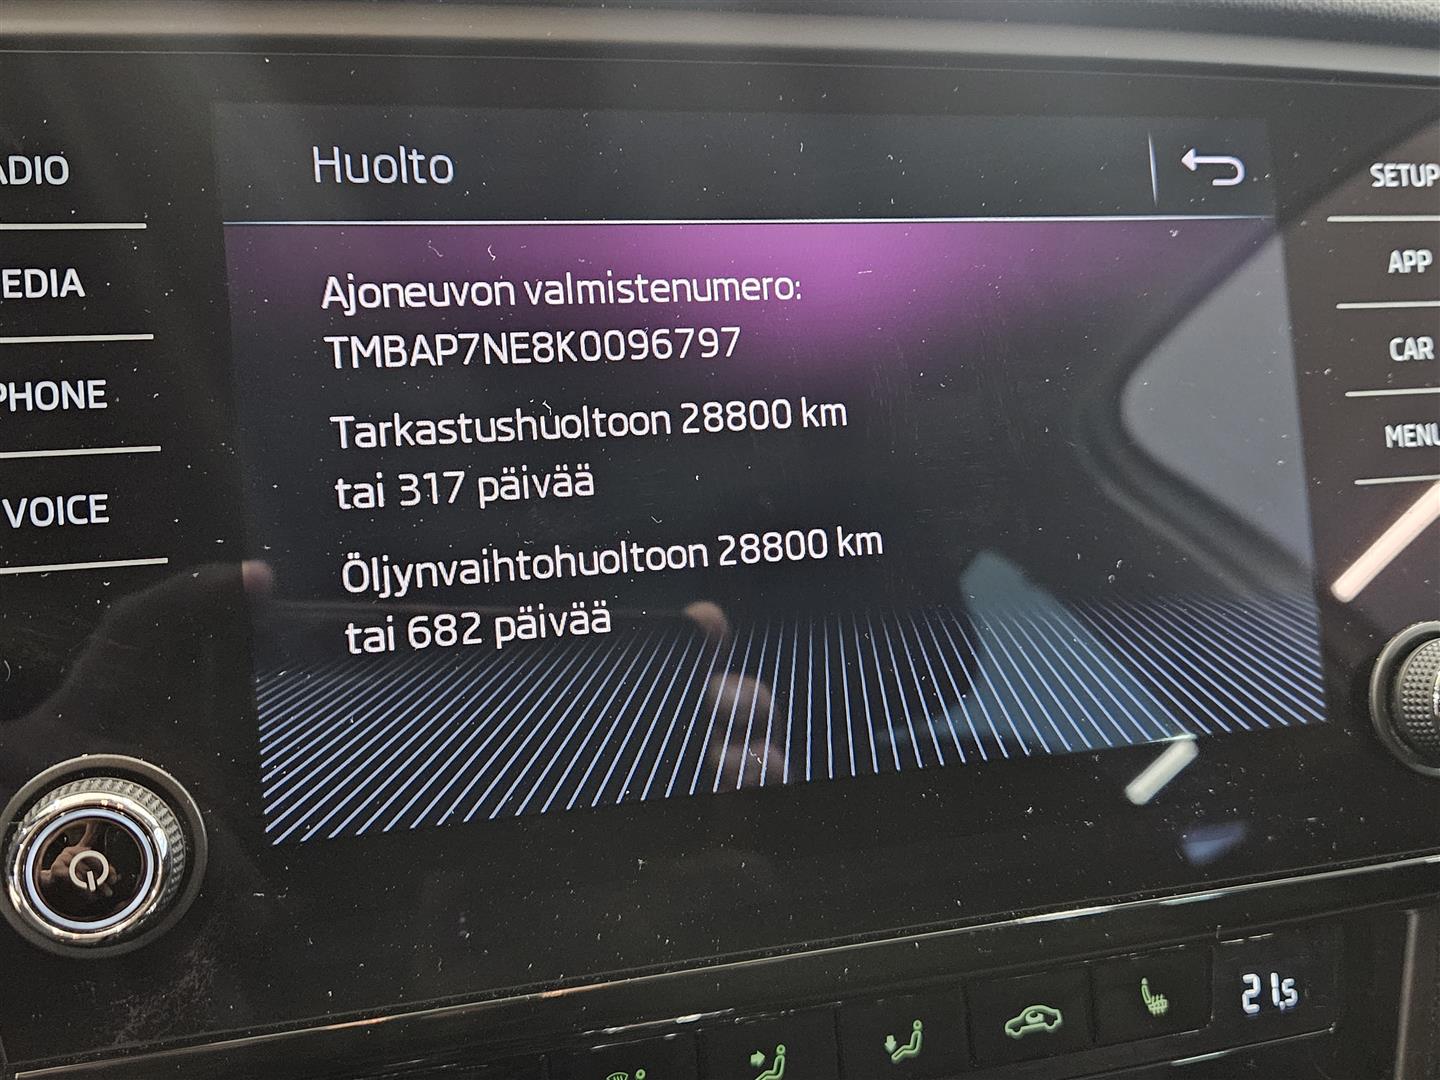 Huolto
Ajoneuvon valmistenumero:
TMBAP7NE8K0096797
Tarkastushuoltoon 28800 km
tai 317 päivää
Öljynvaihtohuoltoon 28800 km
tai 682 päivää
ADIO
EDIA
PHONE
VOICE
SETUP
APP
CAR
MENU
21,5